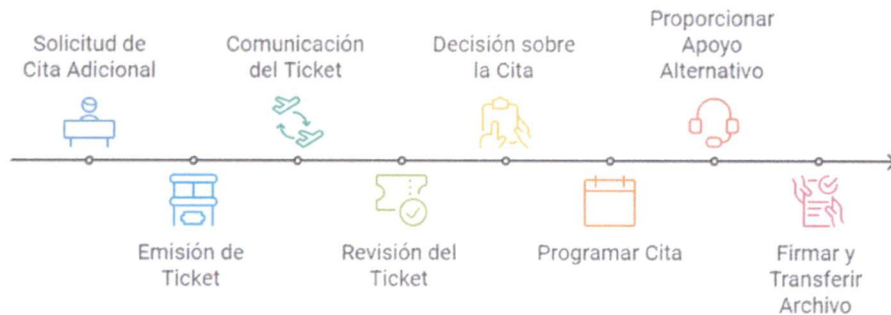 Solicitud de
Cita Adicional
Emisión de
Ticket
Comunicación
del Ticket
Revisión del
Ticket
Decisión sobre
la Cita
Programar Cita
Proporcionar
Apoyo
Alternativo
Firmar y
Transferir
Archivo